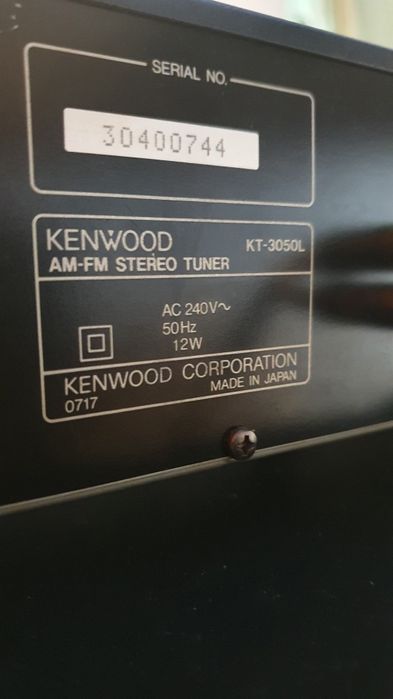 SERIAL NO.
30400744
KENWOOD KT-3050L
AM-FM STEREO TUNER
AC 240V~
50Hz
12W
KENWOOD CORPORATION
0717 MADE IN JAPAN